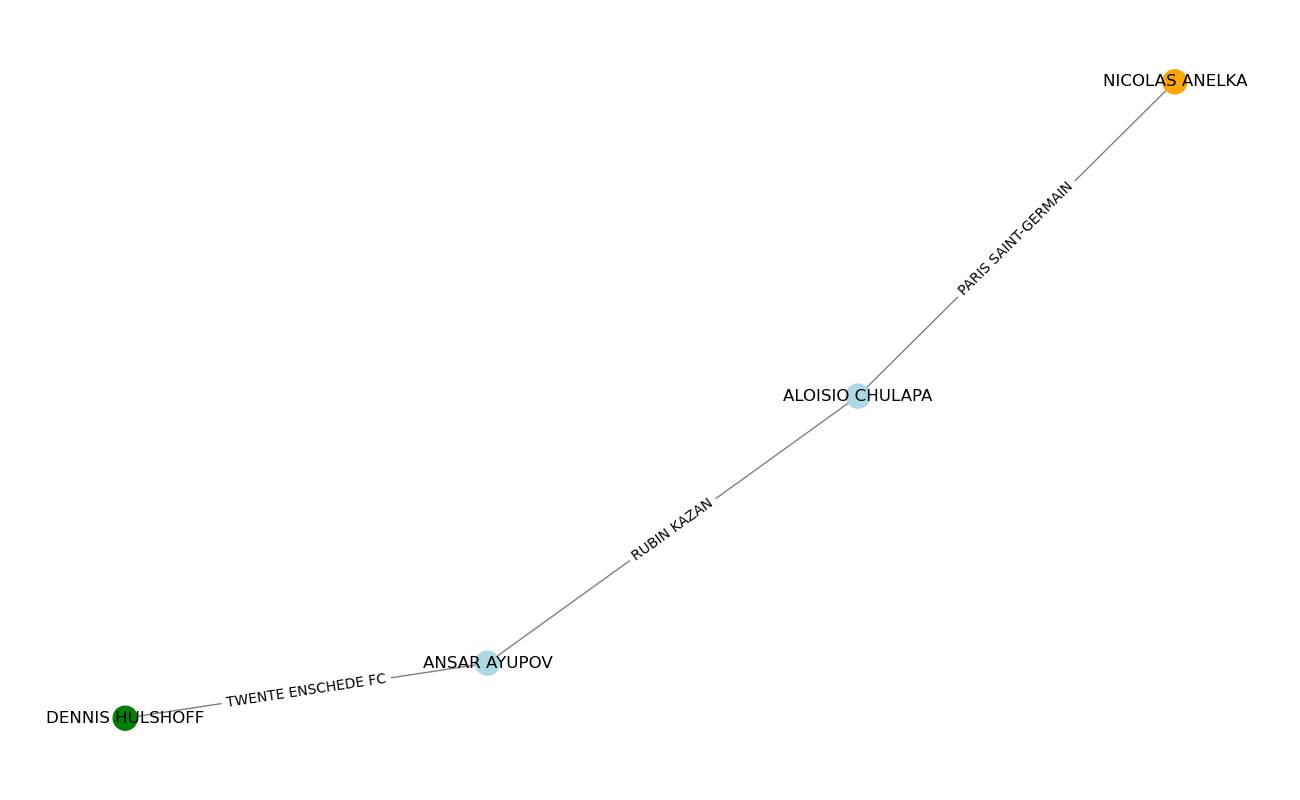 NICOLAS ANELKA
PARIS SAINT-GERMAIN
ALOISIO CHULAPA
RUBIN KAZAN
ANSAR AYUPOV
TWENTE ENSCHEDE FC
DENNIS HULSHOFF